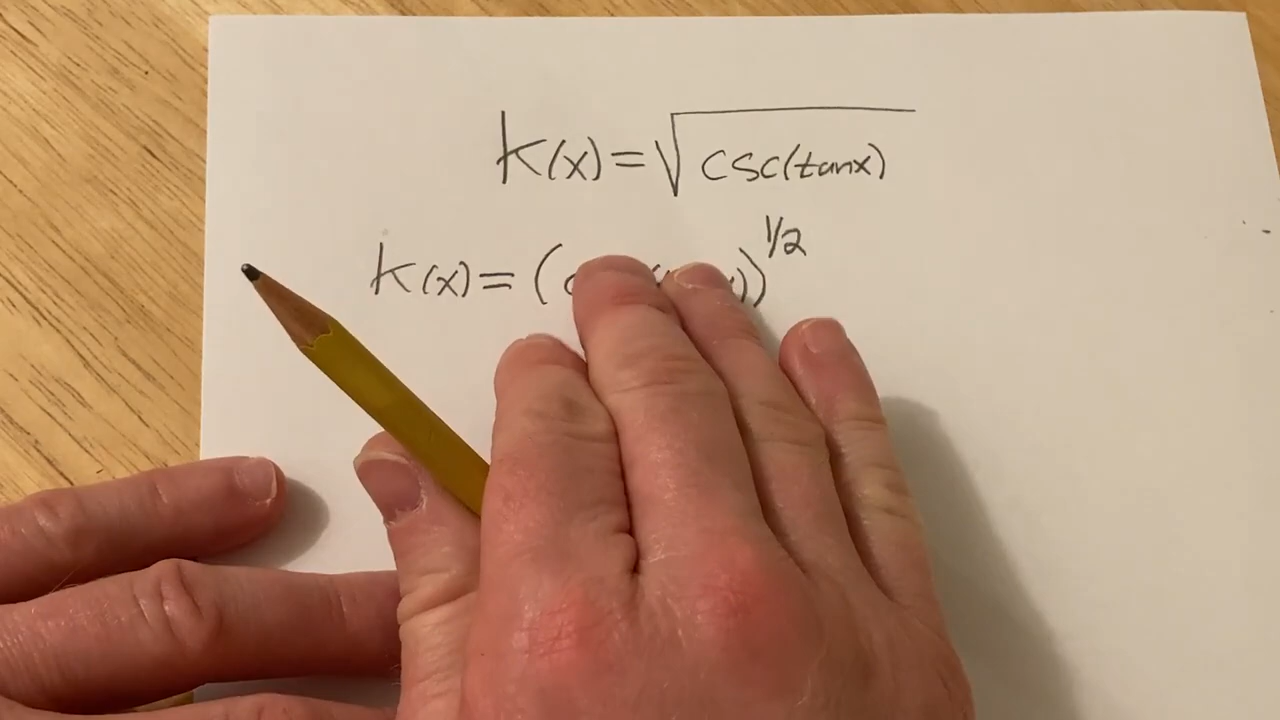 k(x)=√csc(tanx)
k(x)=( )^1/2